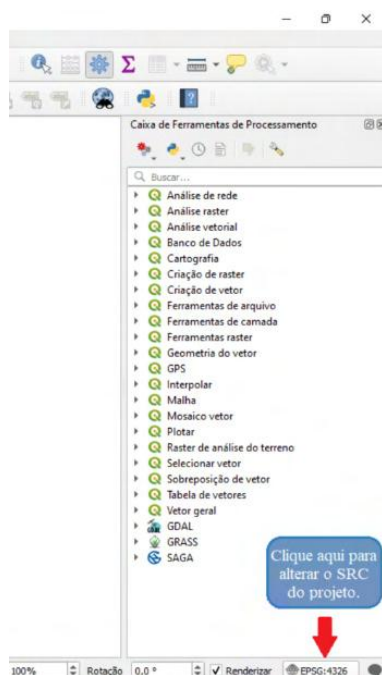 Caixa de Ferramentas de Processamento
Buscar...
Análise de rede
Análise raster
Análise vetorial
Banco de Dados
Cartografia
Criação de raster
Criação de vetor
Ferramentas de arquivo
Ferramentas de camada
Ferramentas raster
Geometria do vetor
GPS
Interpolar
Malha
Mosaico vetor
Plotar
Raster de análise do terreno
Selecionar vetor
Sobreposição de vetor
Tabela de vetores
Vetor geral
GDAL
GRASS
SAGA
Clique aqui para
alterar o SRC
do projeto.
100% Rotação 0,0 ° Renderizar EPSG:4326